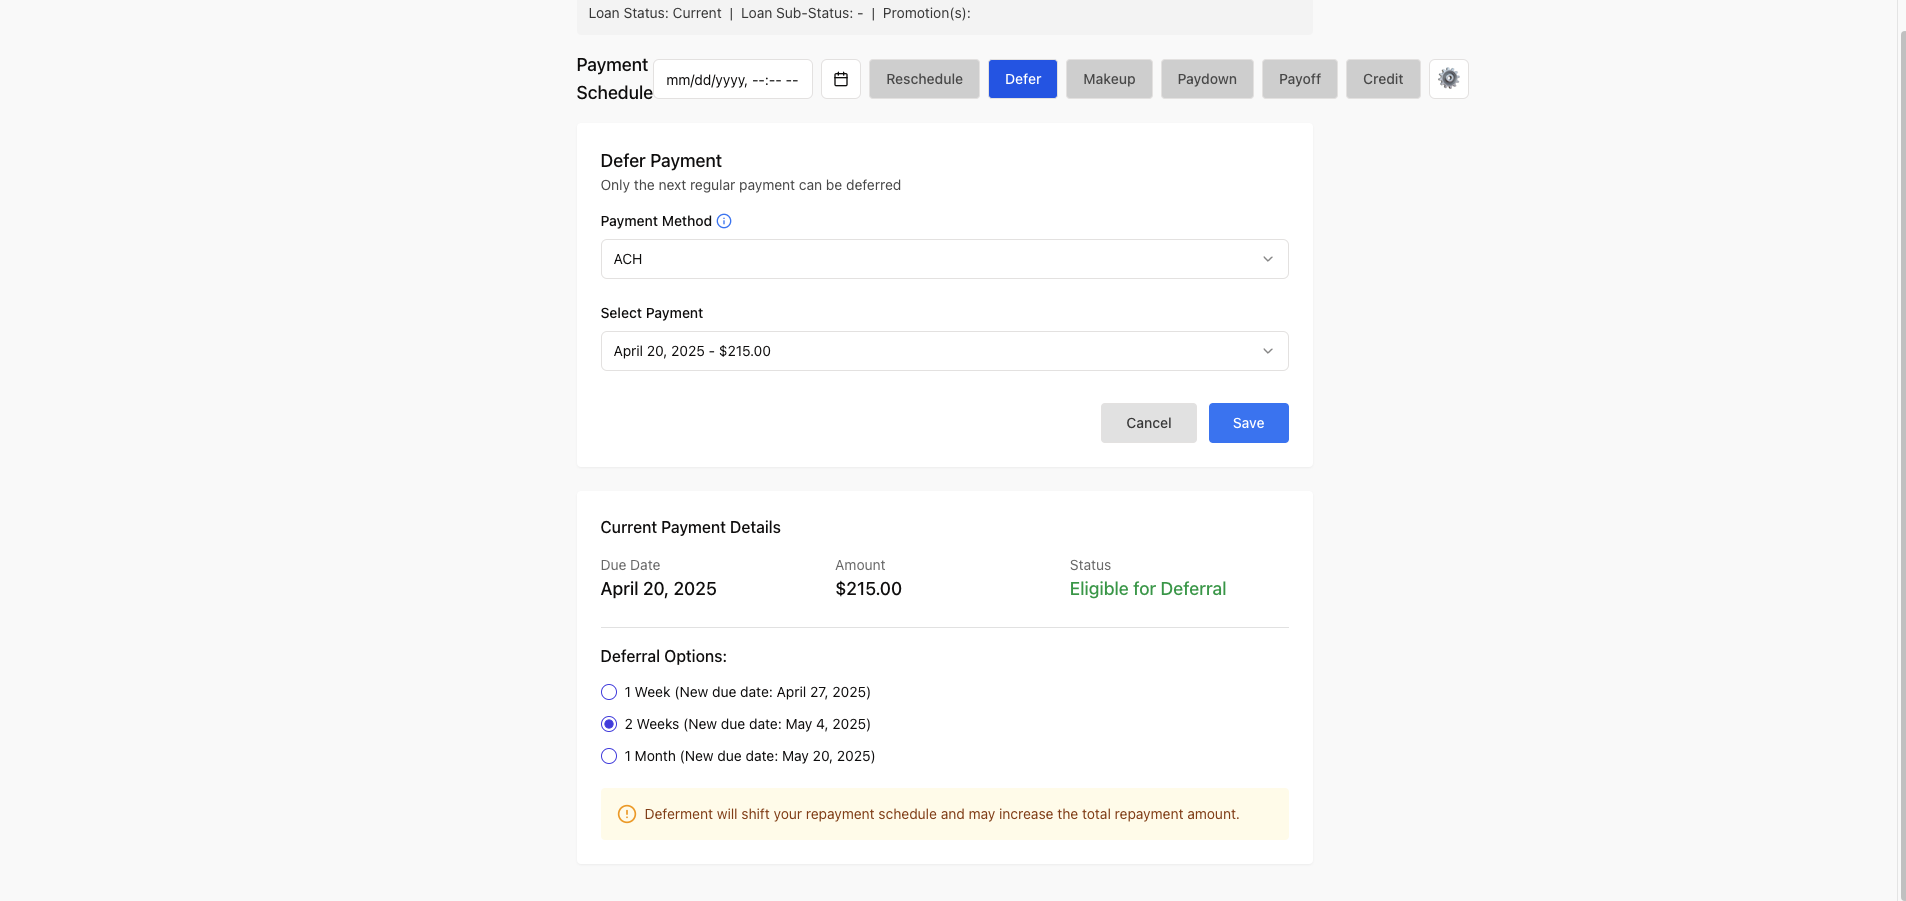 Loan Status: Current | Loan Sub-Status: - | Promotion(s):
Payment
Schedule
mm/dd/yyyy, --:-- --
Reschedule
Defer
Makeup
Paydown
Payoff
Credit
Defer Payment
Only the next regular payment can be deferred
Payment Method
ACH
Select Payment
April 20, 2025 - $215.00
Cancel
Save
Current Payment Details
Due Date
Amount
Status
April 20, 2025
$215.00
Eligible for Deferral
Deferral Options:
1 Week (New due date: April 27, 2025)
2 Weeks (New due date: May 4, 2025)
1 Month (New due date: May 20, 2025)
Deferment will shift your repayment schedule and may increase the total repayment amount.